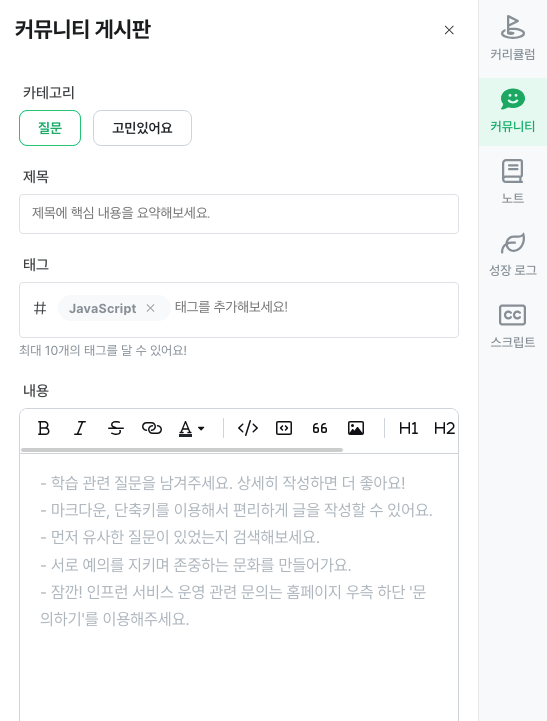 커뮤니티 게시판
카테고리
질문
고민있어요
제목
제목에 핵심 내용을 요약해보세요.
태그
# JavaScript × 태그를 추가해보세요!
최대 10개의 태그를 달 수 있어요!
내용
B I S A </> 66 H1 H2
- 학습 관련 질문을 남겨주세요. 상세히 작성하면 더 좋아요!
- 마크다운, 단축키를 이용해서 편리하게 글을 작성할 수 있어요.
- 먼저 유사한 질문이 있었는지 검색해보세요.
- 서로 예의를 지키며 존중하는 문화를 만들어가요.
- 잠깐! 인프런 서비스 운영 관련 문의는 홈페이지 우측 하단 '문
의하기'를 이용해주세요.
커리큘럼
커뮤니티
노트
성장 로그
CC
스크립트